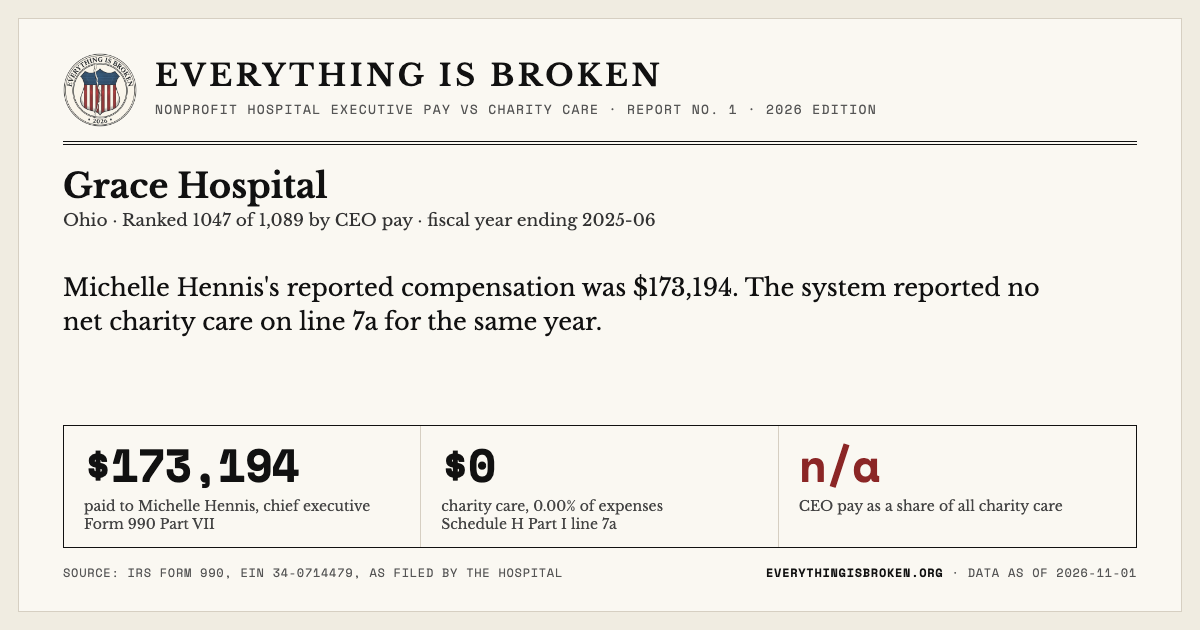 EVERYTHING IS BROKEN
· 2026 ·
EVERYTHING IS BROKEN
NONPROFIT HOSPITAL EXECUTIVE PAY VS CHARITY CARE · REPORT NO. 1 · 2026 EDITION
Grace Hospital
Ohio · Ranked 1047 of 1,089 by CEO pay · fiscal year ending 2025-06
Michelle Hennis's reported compensation was $173,194. The system reported no
net charity care on line 7a for the same year.
$173,194
paid to Michelle Hennis, chief executive
Form 990 Part VII
$0
charity care, 0.00% of expenses
Schedule H Part I line 7a
n/a
CEO pay as a share of all charity care
SOURCE: IRS FORM 990, EIN 34-0714479, AS FILED BY THE HOSPITAL
EVERYTHINGISBROKEN.ORG · DATA AS OF 2026-11-01